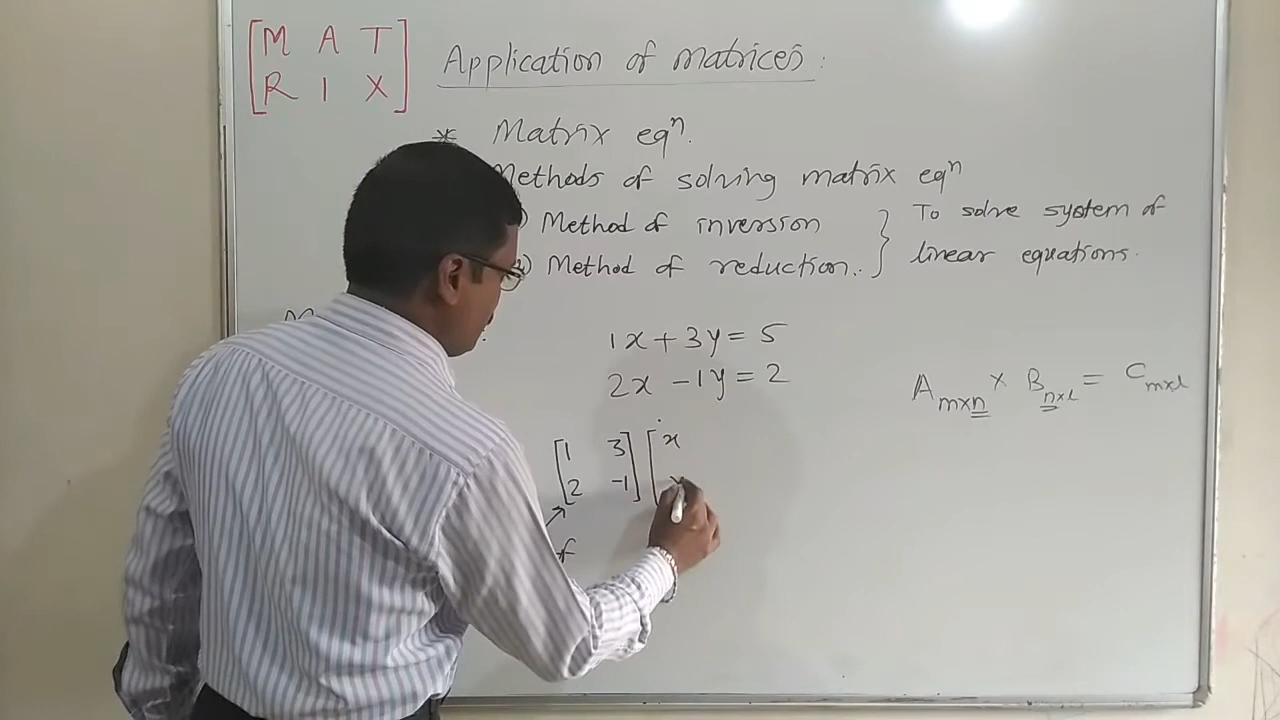 [M A T
R I X]
Application of matrices:
* Matrix eqⁿ.
Methods of solving matrix eqⁿ
) Method of inversion } To solve system of
) Method of reduction. } linear equations.
1x + 3y = 5
2x - 1y = 2
A m×n × B n×l = C m×l
[1 3] [x
2 -1] [y